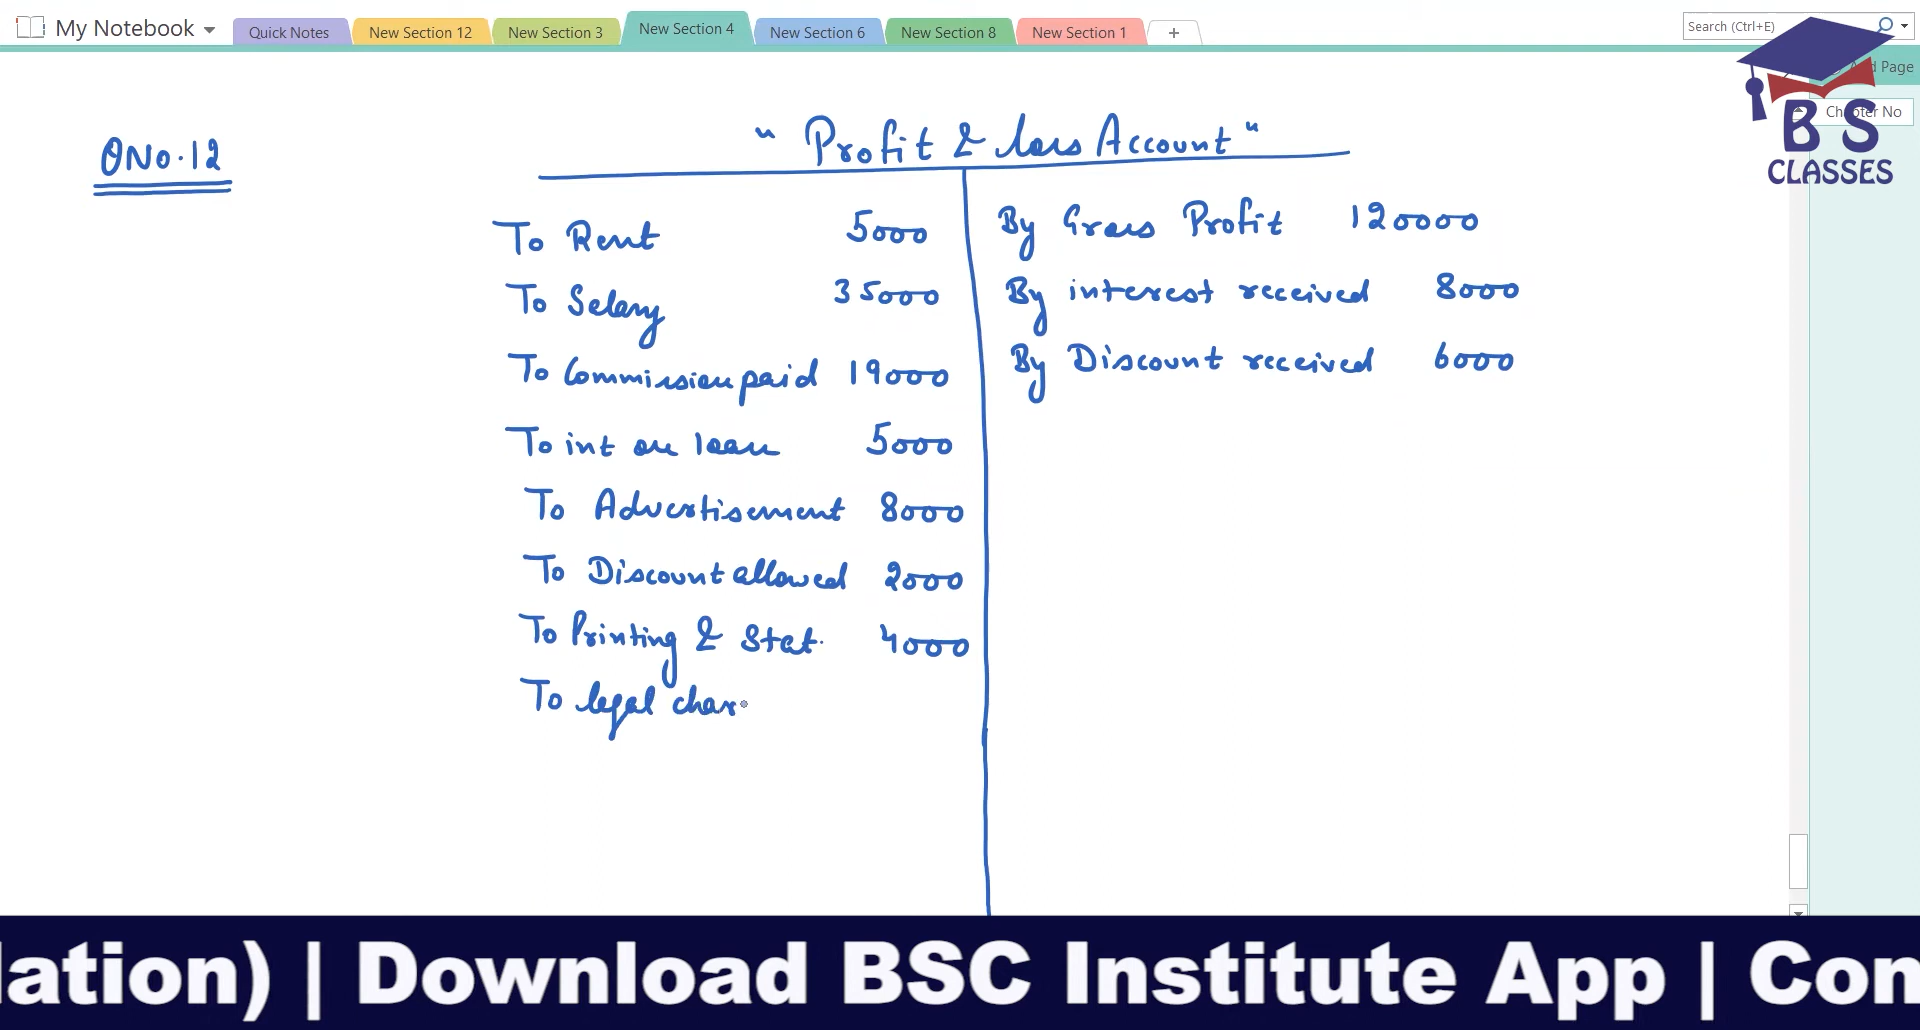 My Notebook
Quick Notes
New Section 12
New Section 3
New Section 4
New Section 6
New Section 8
New Section 1
+
Search (Ctrl+E)
d Page
Cha ter No
BS
CLASSES
QNo.12
" Profit & loss Account "
To Rent 5000
To Salary 35000
To Commission paid 19000
To int on loan 5000
To Advertisement 8000
To Discount allowed 2000
To Printing & Stat. 4000
To legal char
By Gross Profit 120000
By interest received 8000
By Discount received 6000
lation) | Download BSC Institute App | Con